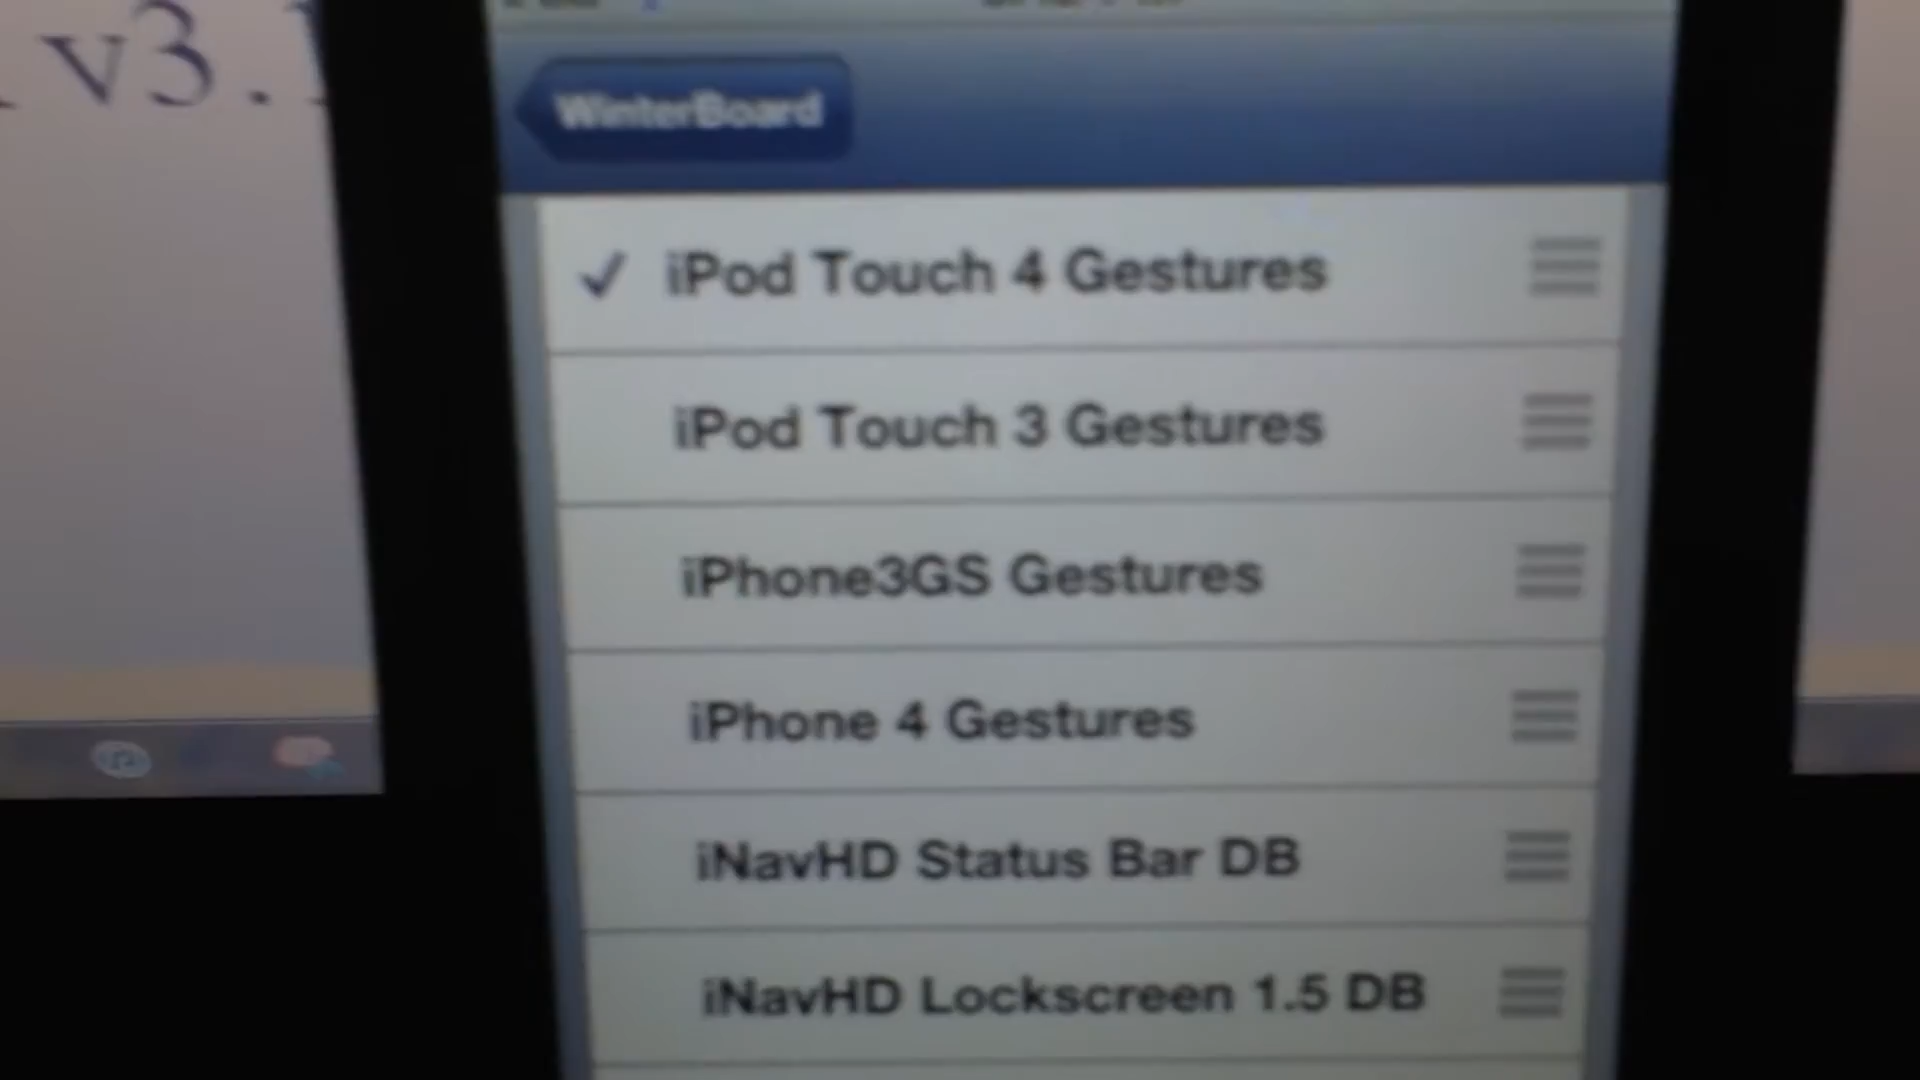 v3.
WinterBoard
iPod Touch 4 Gestures
iPod Touch 3 Gestures
iPhone3GS Gestures
iPhone 4 Gestures
iNavHD Status Bar DB
iNavHD Lockscreen 1.5 DB